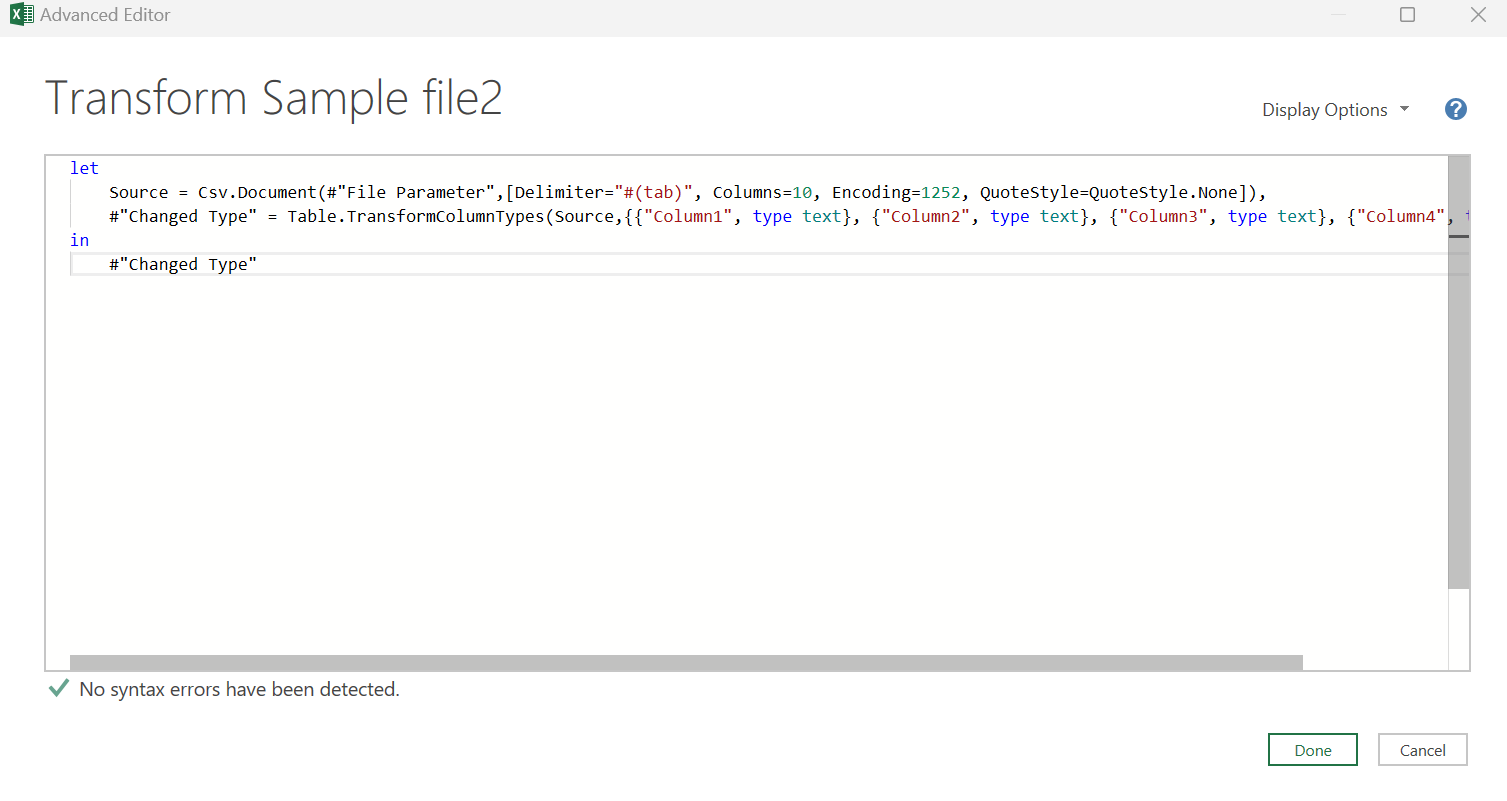 Advanced Editor
Transform Sample file2
Display Options
?
let
Source = Csv.Document(#"File Parameter",[Delimiter="#(tab)", Columns=10, Encoding=1252, QuoteStyle=QuoteStyle.None]),
#"Changed Type" = Table.TransformColumnTypes(Source,{{"Column1", type text}, {"Column2", type text}, {"Column3", type text}, {"Column4",
in
#"Changed Type"
No syntax errors have been detected.
Done
Cancel